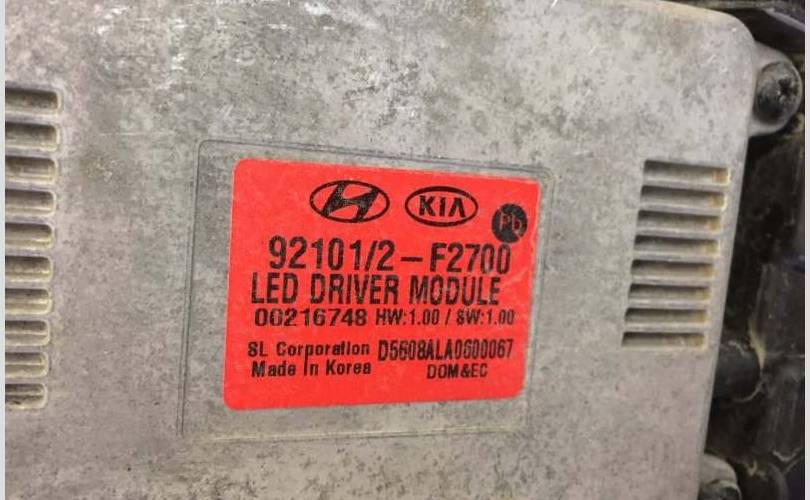 KIA
Pb
92101/2-F2700
LED DRIVER MODULE
00216748 HW:1.00 / SW:1.00
SL Corporation D5608ALA0600067
Made in Korea DOM&EC